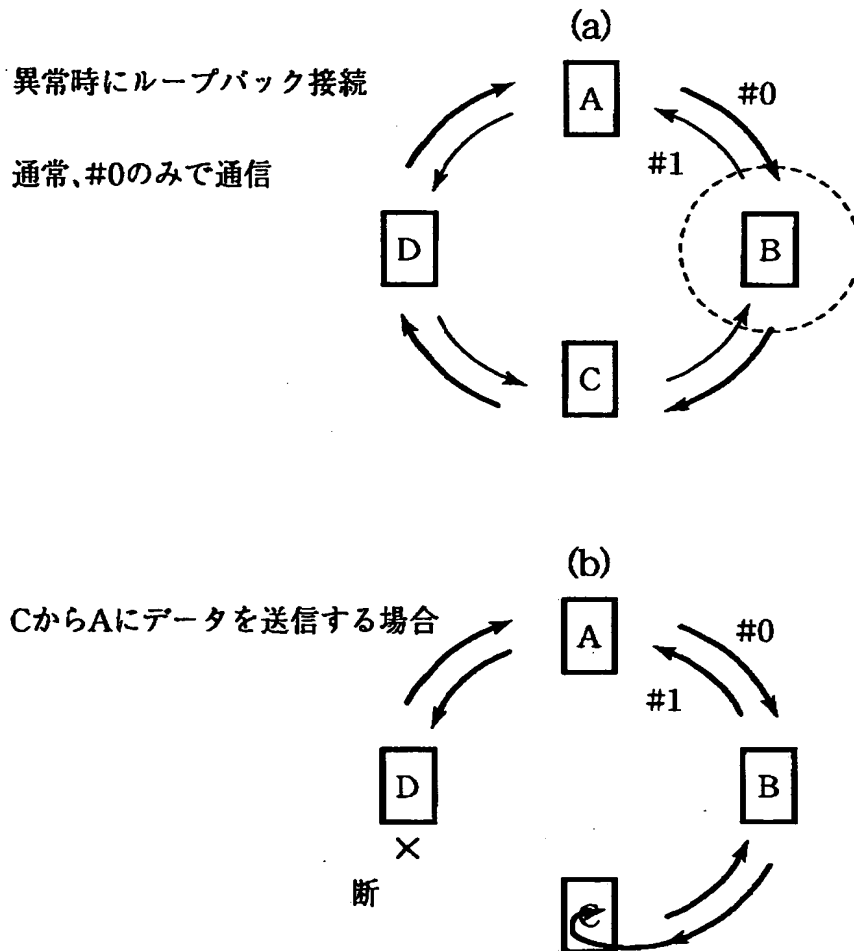 (a)
異常時にループバック接続
A
#0
通常、#0のみで通信
#1
D
B
C
(b)
CからAにデータを送信する場合
A
#0
#1
D
B
×
断
C